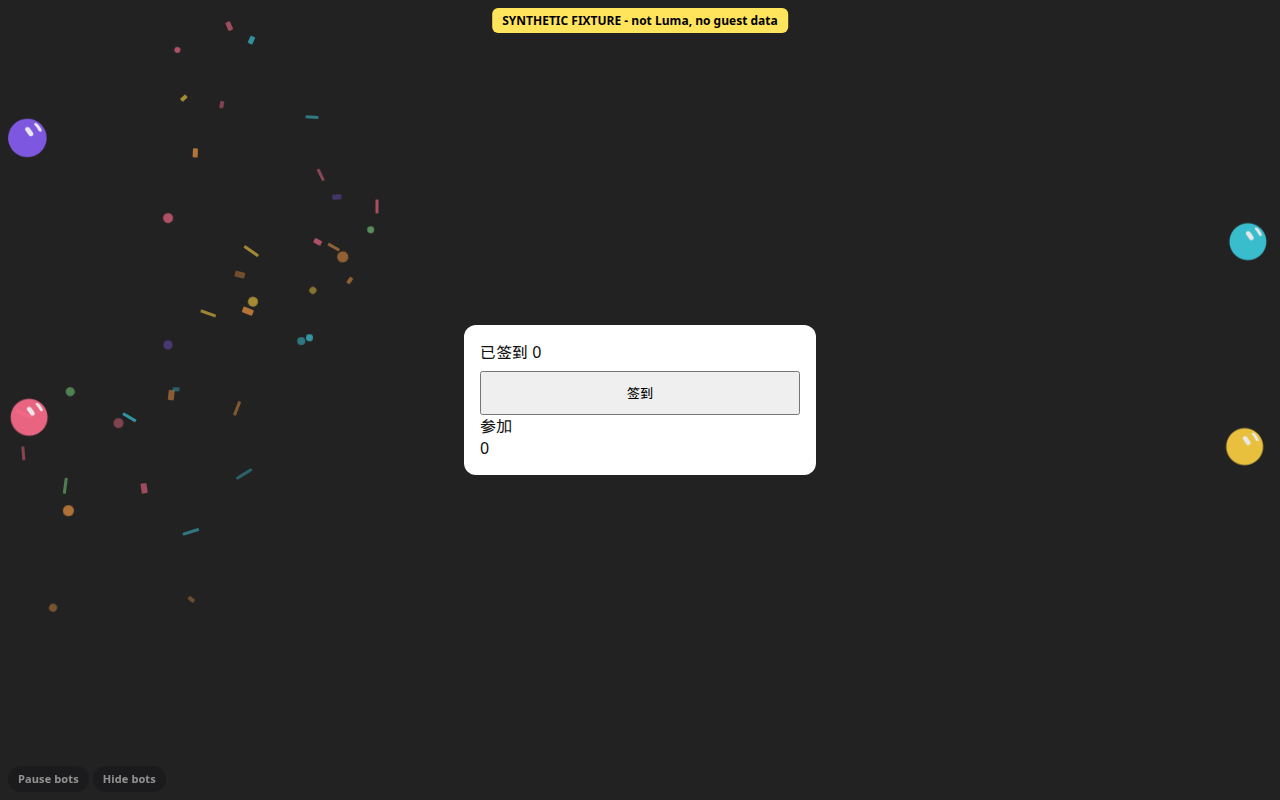 SYNTHETIC FIXTURE - not Luma, no guest data
已签到 0
签到
参加
0
Pause bots
Hide bots